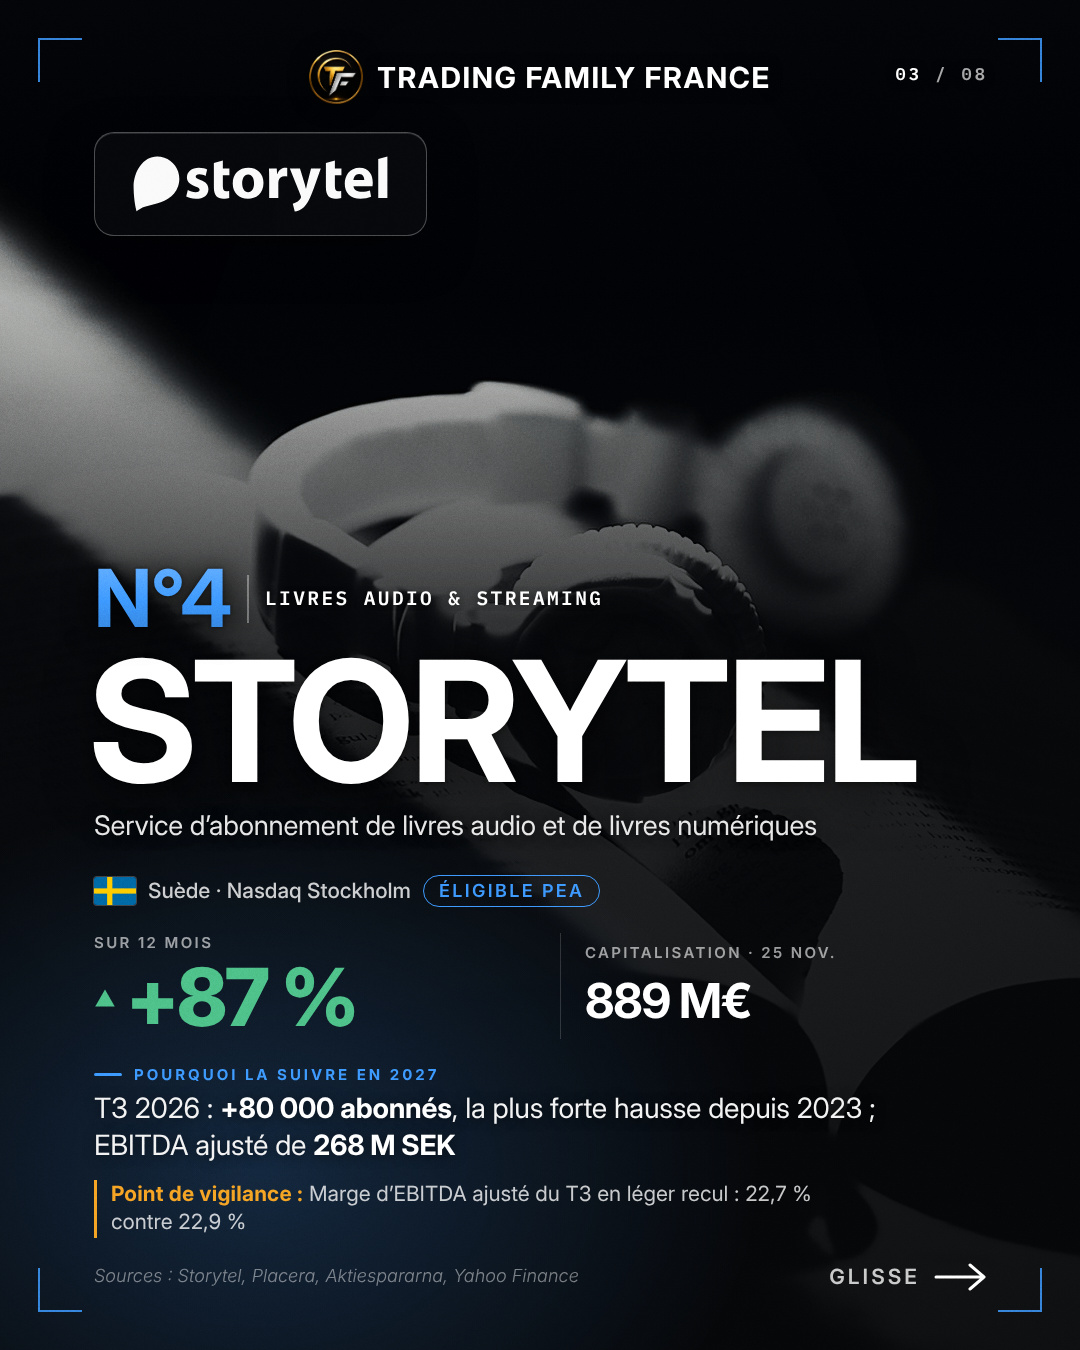 TF TRADING FAMILY FRANCE
03 / 08
storytel
N°4 LIVRES AUDIO & STREAMING
STORYTEL
Service d’abonnement de livres audio et de livres numériques
Suède · Nasdaq Stockholm ÉLIGIBLE PEA
SUR 12 MOIS
+87 %
CAPITALISATION · 25 NOV.
889 M€
POURQUOI LA SUIVRE EN 2027
T3 2026 : +80 000 abonnés, la plus forte hausse depuis 2023 ;
EBITDA ajusté de 268 M SEK
Point de vigilance : Marge d’EBITDA ajusté du T3 en léger recul : 22,7 %
contre 22,9 %
Sources : Storytel, Placera, Aktiespararna, Yahoo Finance
GLISSE